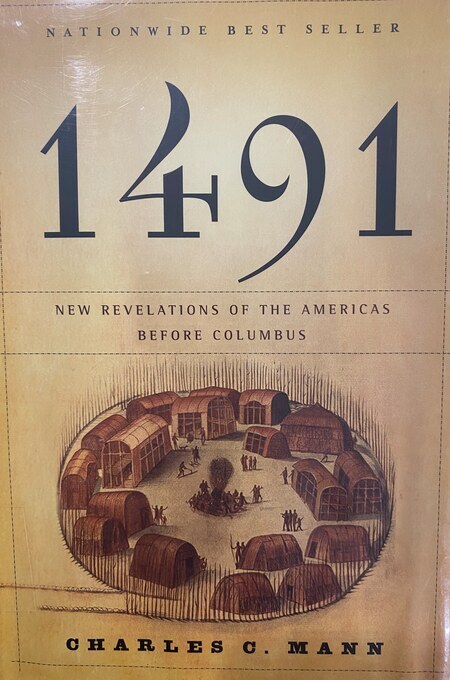 NATIONWIDE BEST SELLER
1491
NEW REVELATIONS OF THE AMERICAS
BEFORE COLUMBUS
CHARLES C. MANN